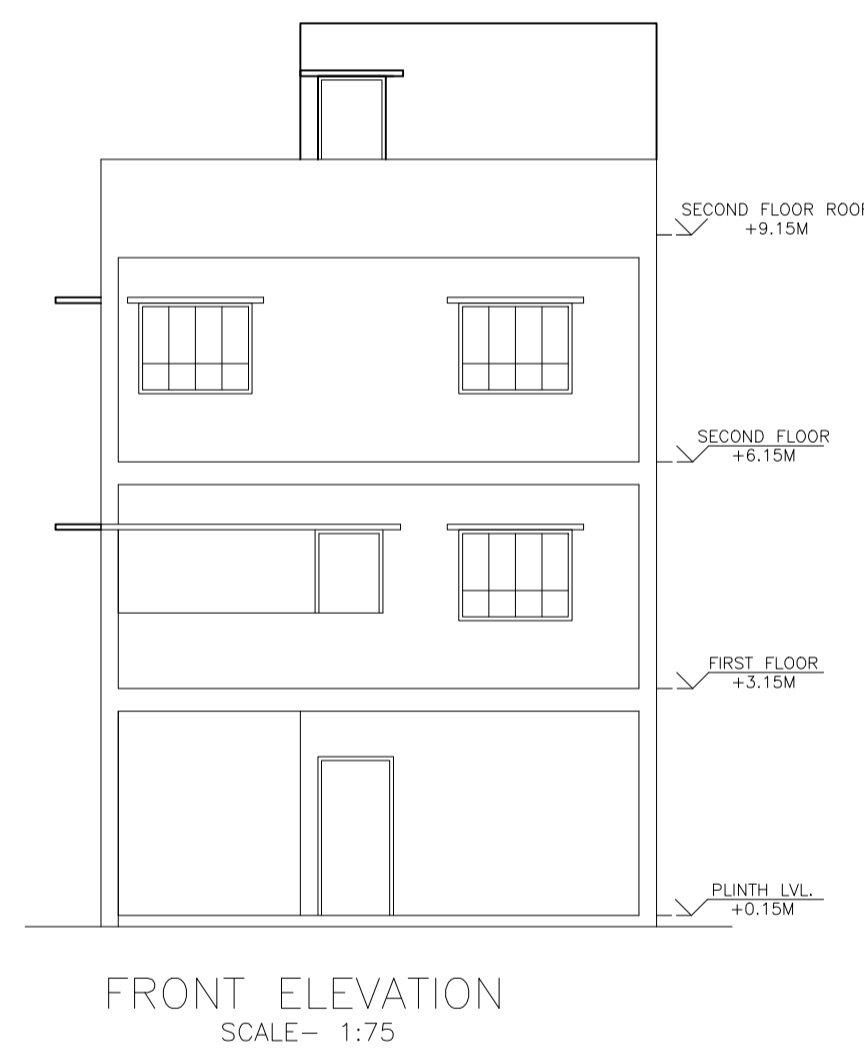 SECOND FLOOR ROOF
+9.15M
SECOND FLOOR
+6.15M
FIRST FLOOR
+3.15M
PLINTH LVL.
+0.15M
FRONT ELEVATION
SCALE- 1:75